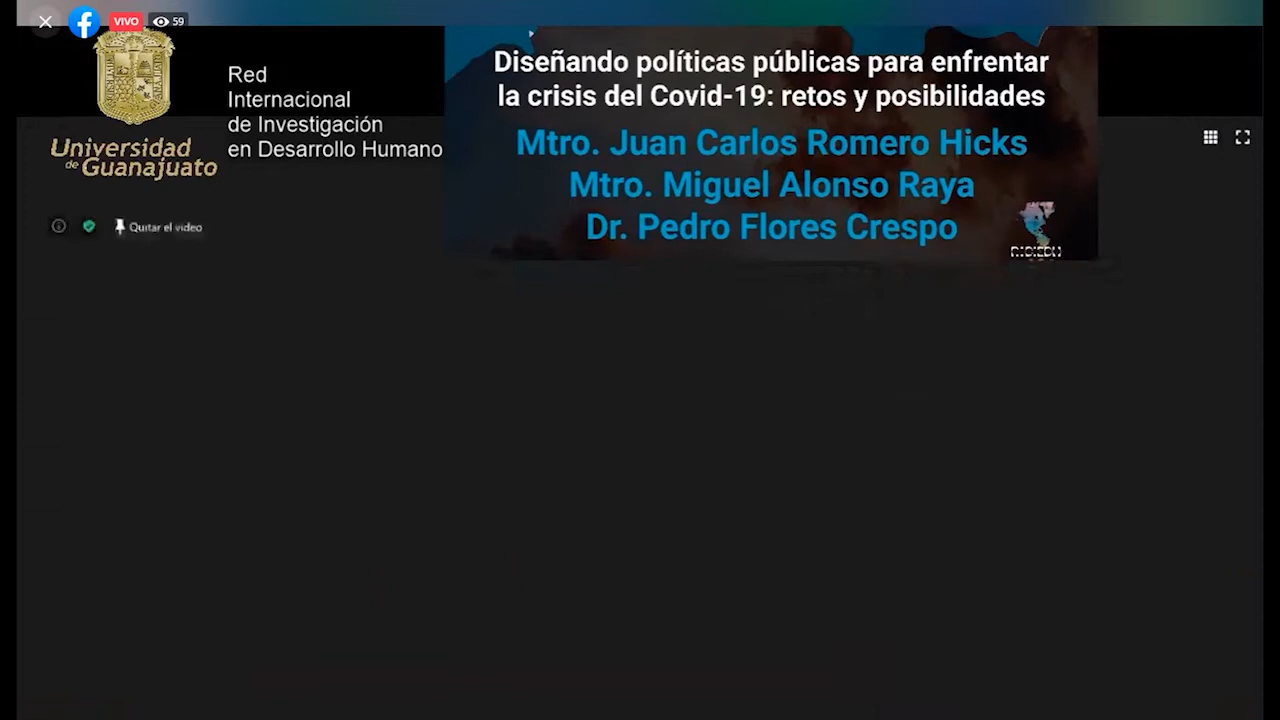 VIVO 59
Red
Internacional
de Investigación
en Desarrollo Humano
Universidad
de Guanajuato
Diseñando políticas públicas para enfrentar
la crisis del Covid-19: retos y posibilidades
Mtro. Juan Carlos Romero Hicks
Mtro. Miguel Alonso Raya
Dr. Pedro Flores Crespo
Quitar el video